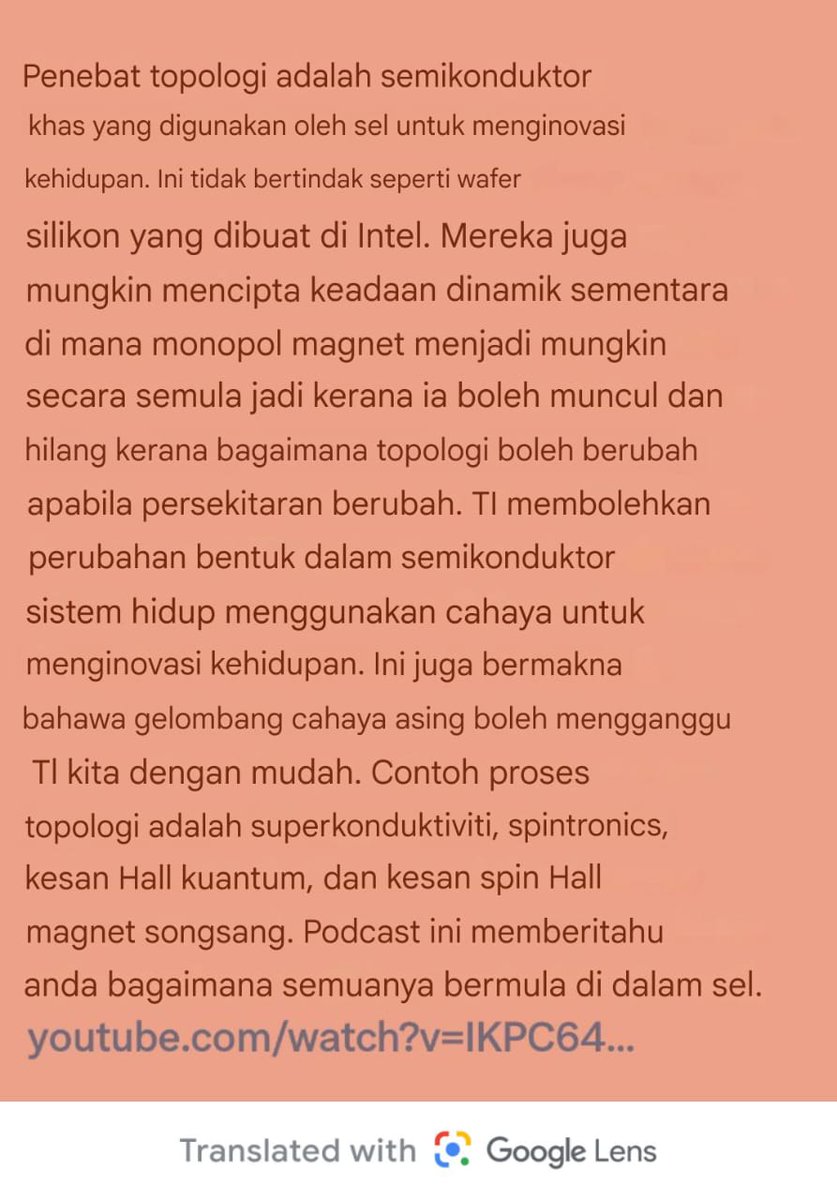 Penebat topologi adalah semikonduktor
khas yang digunakan oleh sel untuk menginovasi
kehidupan. Ini tidak bertindak seperti wafer
silikon yang dibuat di Intel. Mereka juga
mungkin mencipta keadaan dinamik sementara
di mana monopol magnet menjadi mungkin
secara semula jadi kerana ia boleh muncul dan
hilang kerana bagaimana topologi boleh berubah
apabila persekitaran berubah. TI membolehkan
perubahan bentuk dalam semikonduktor
sistem hidup menggunakan cahaya untuk
menginovasi kehidupan. Ini juga bermakna
bahawa gelombang cahaya asing boleh mengganggu
Tl kita dengan mudah. Contoh proses
topologi adalah superkonduktiviti, spintronics,
kesan Hall kuantum, dan kesan spin Hall
magnet songsang. Podcast ini memberitahu
anda bagaimana semuanya bermula di dalam sel.
youtube.com/watch?v=IKPC64...
Translated with Google Lens